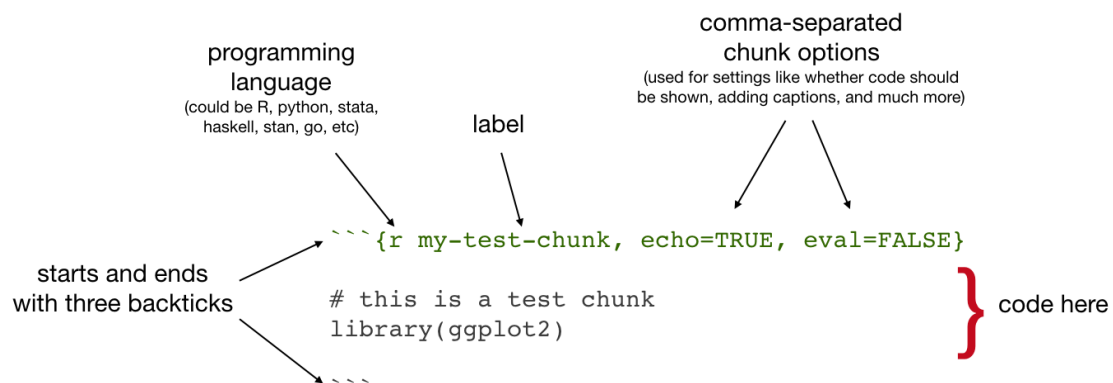 programming
language
(could be R, python, stata,
haskell, stan, go, etc)
label
comma-separated
chunk options
(used for settings like whether code should
be shown, adding captions, and much more)
```{r my-test-chunk, echo=TRUE, eval=FALSE}
starts and ends
with three backticks
# this is a test chunk
library(ggplot2)
code here
```